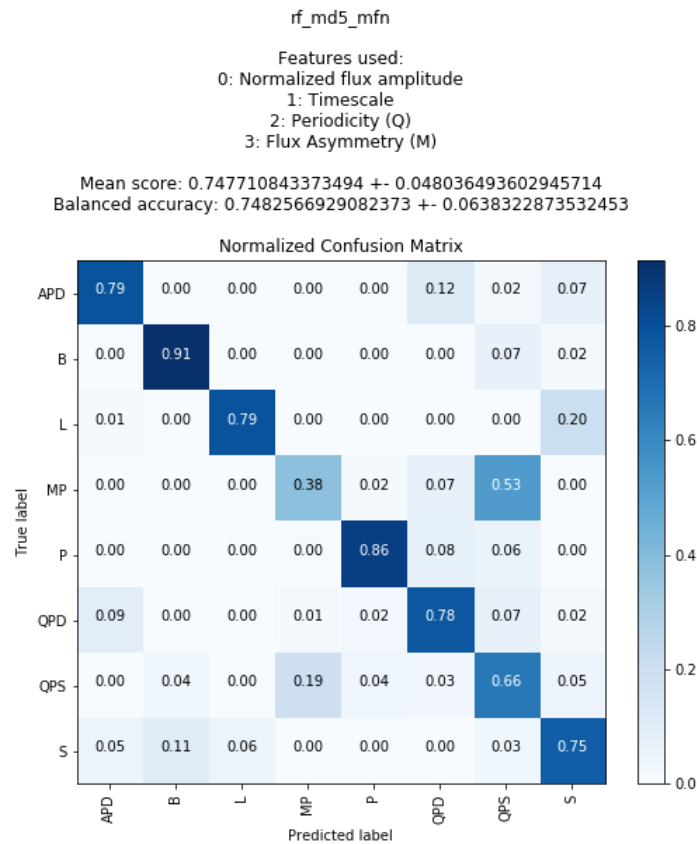 rf_md5_mfn
Features used:
0: Normalized flux amplitude
1: Timescale
2: Periodicity (Q)
3: Flux Asymmetry (M)
Mean score: 0.747710843373494 +- 0.048036493602945714
Balanced accuracy: 0.7482566929082373 +- 0.0638322873532453
Normalized Confusion Matrix
True label
APD 0.79 0.00 0.00 0.00 0.00 0.12 0.02 0.07
B 0.00 0.91 0.00 0.00 0.00 0.00 0.07 0.02
L 0.01 0.00 0.79 0.00 0.00 0.00 0.00 0.20
MP 0.00 0.00 0.00 0.38 0.02 0.07 0.53 0.00
P 0.00 0.00 0.00 0.00 0.86 0.08 0.06 0.00
QPD 0.09 0.00 0.00 0.01 0.02 0.78 0.07 0.02
QPS 0.00 0.04 0.00 0.19 0.04 0.03 0.66 0.05
S 0.05 0.11 0.06 0.00 0.00 0.00 0.03 0.75
APD B L MP P QPD QPS S
Predicted label
0.8
0.6
0.4
0.2
0.0